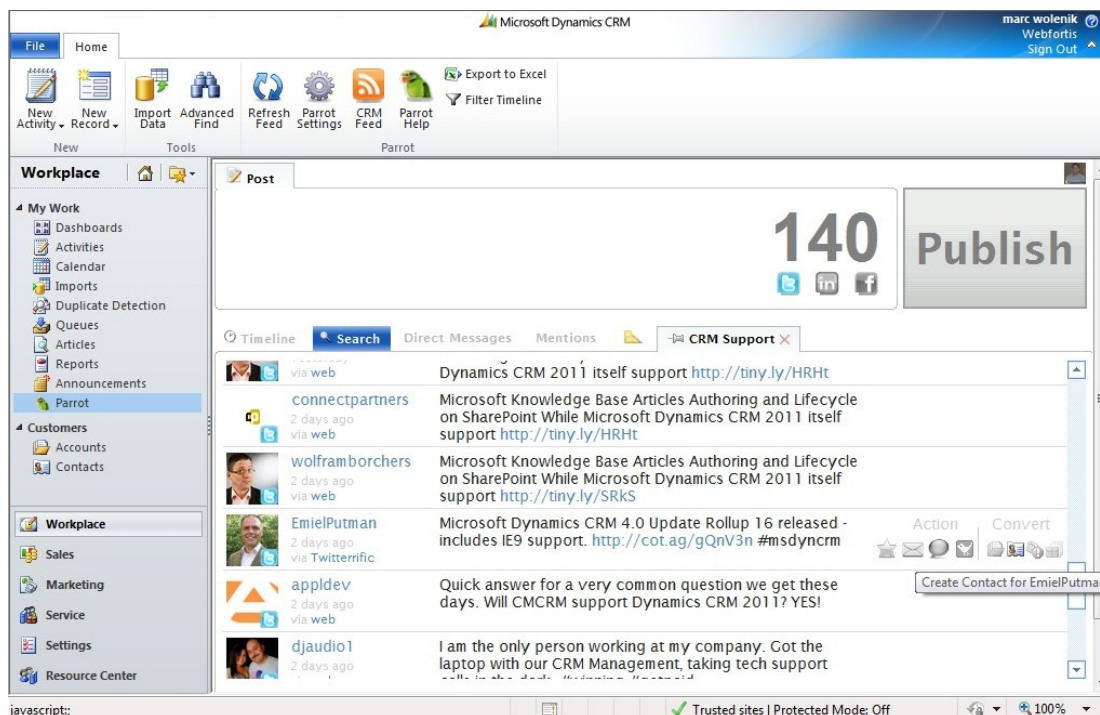 Microsoft Dynamics CRM
marc wolenik
Webfortis
Sign Out
File
Home
New Activity
New Record
Import Data
Advanced Find
Refresh Feed
Parrot Settings
CRM Feed
Parrot Help
Export to Excel
Filter Timeline
New
Tools
Parrot
Workplace
My Work
Dashboards
Activities
Calendar
Imports
Duplicate Detection
Queues
Articles
Reports
Announcements
Parrot
Customers
Accounts
Contacts
Workplace
Sales
Marketing
Service
Settings
Resource Center
Post
140
Publish
Timeline
Search
Direct Messages
Mentions
CRM Support
via web
Dynamics CRM 2011 itself support http://tiny.ly/HRHt
connectpartners
2 days ago
via web
Microsoft Knowledge Base Articles Authoring and Lifecycle
on SharePoint While Microsoft Dynamics CRM 2011 itself
support http://tiny.ly/HRHt
wolframborchers
2 days ago
via web
Microsoft Knowledge Base Articles Authoring and Lifecycle
on SharePoint While Microsoft Dynamics CRM 2011 itself
support http://tiny.ly/SRkS
EmielPutman
2 days ago
via Twitterrific
Microsoft Dynamics CRM 4.0 Update Rollup 16 released -
includes IE9 support. http://cot.ag/gQnV3n #msdyncrm
Action
Convert
Create Contact for EmielPutma
appldev
2 days ago
via web
Quick answer for a very common question we get these
days. Will CMCRM support Dynamics CRM 2011? YES!
djaudio1
2 days ago
I am the only person working at my company. Got the
laptop with our CRM Management, taking tech support
javascript::
Trusted sites | Protected Mode: Off
100%